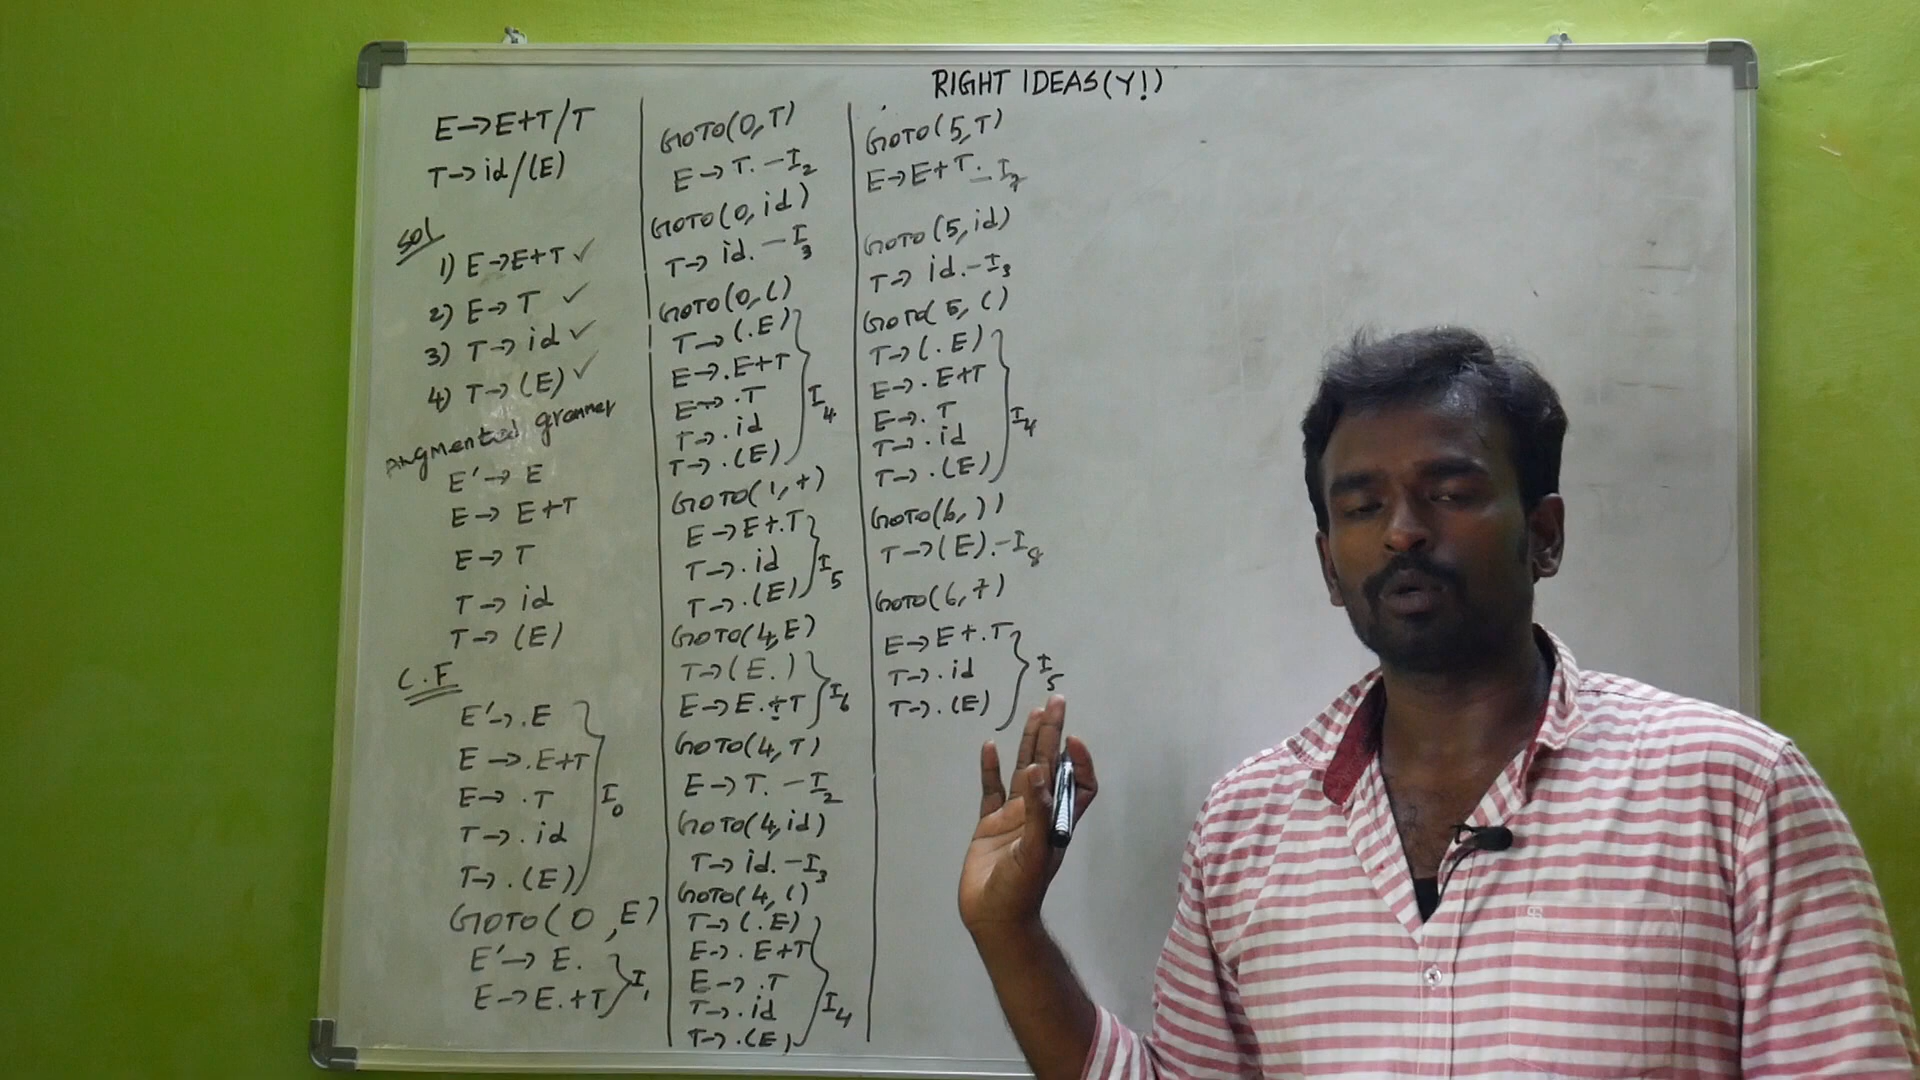 RIGHT IDEAS(Y!)
E→E+T/T
T→id/(E)
Sol
1) E→E+T ✓
2) E→T ✓
3) T→id ✓
4) T→(E) ✓
Augmented grammer
E'→E
E→E+T
E→T
T→id
T→(E)
C.F
E'→.E
E→.E+T
E→.T
T→.id
T→.(E)
I0
GOTO(0,E)
E'→E.
E→E.+T
I1
GOTO(0,T)
E→T.-I2
GOTO(0,id)
T→id.-I3
GOTO(0,()
T→(.E)
E→.E+T
E→.T
T→.id
T→.(E)
I4
GOTO(1,+)
E→E+.T
T→.id
T→.(E)
I5
GOTO(4,E)
T→(E.)
E→E.+T
I6
GOTO(4,T)
E→T.-I2
GOTO(4,id)
T→id.-I3
GOTO(4,()
T→(.E)
E→.E+T
E→.T
T→.id
T→.(E)
I4
GOTO(5,T)
E→E+T.-I7
GOTO(5,id)
T→id.-I3
GOTO(5,()
T→(.E)
E→.E+T
E→.T
T→.id
T→.(E)
I4
GOTO(6,))
T→(E).-I8
GOTO(6,+)
E→E+.T
T→.id
T→.(E)
I5